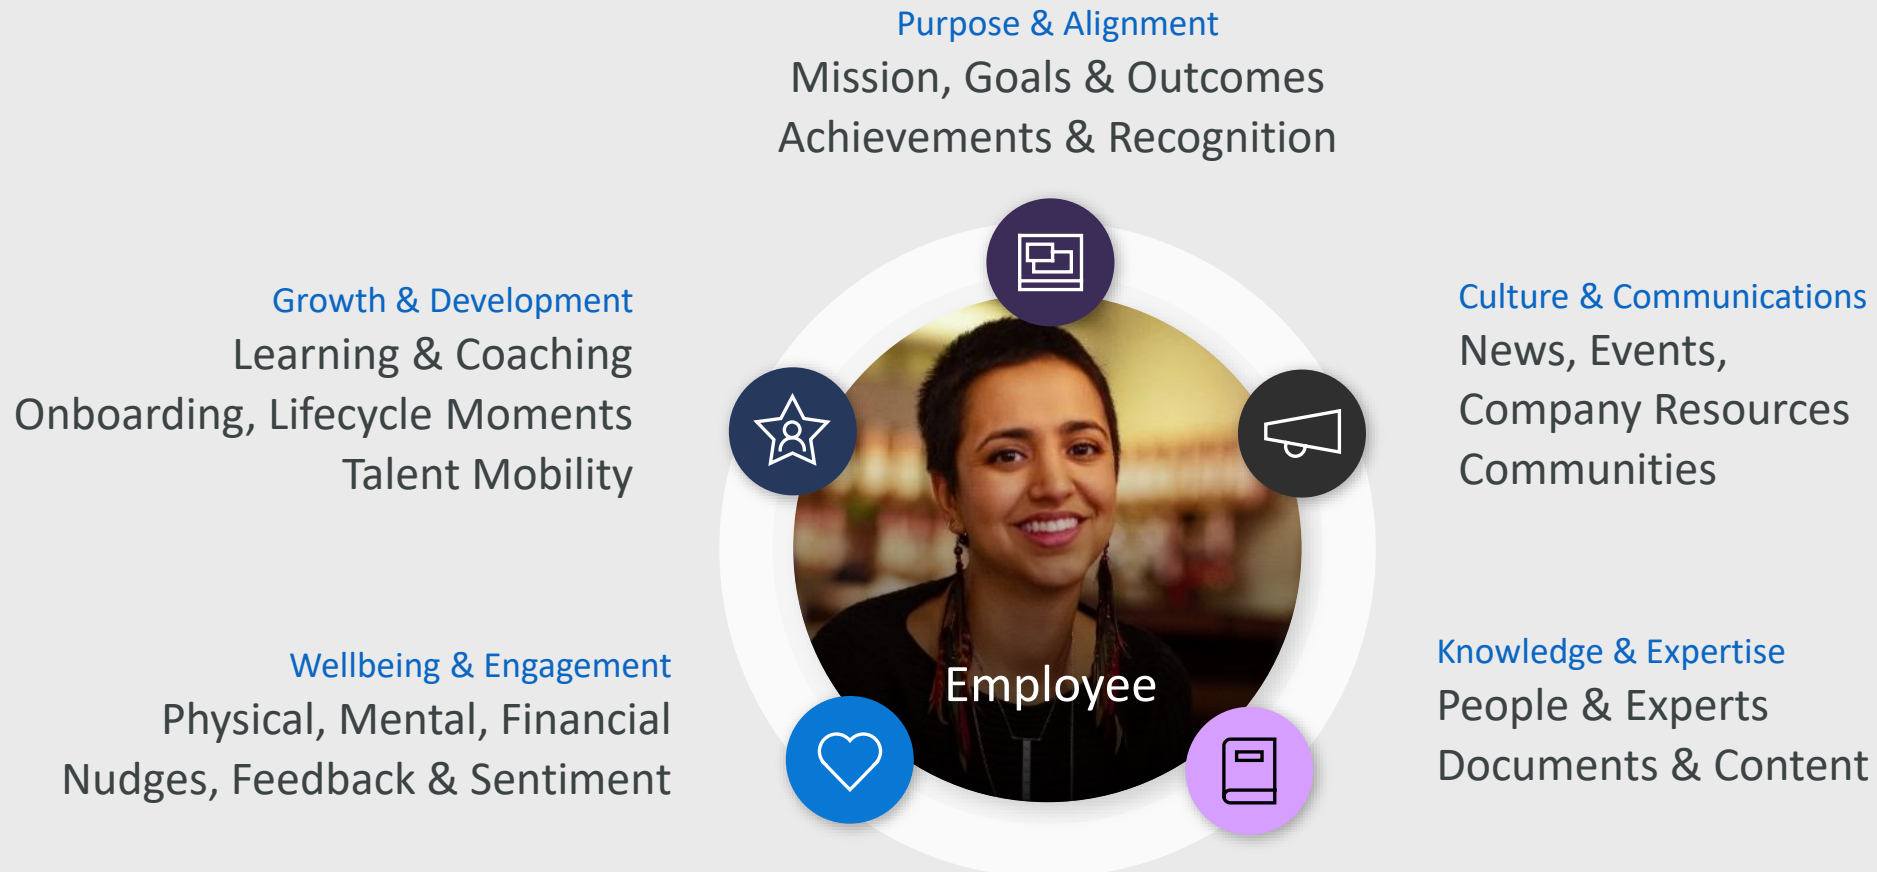 Purpose & Alignment
Mission, Goals & Outcomes
Achievements & Recognition
Growth & Development
Learning & Coaching
Onboarding, Lifecycle Moments
Talent Mobility
Culture & Communications
News, Events,
Company Resources
Communities
Wellbeing & Engagement
Physical, Mental, Financial
Nudges, Feedback & Sentiment
Employee
Knowledge & Expertise
People & Experts
Documents & Content